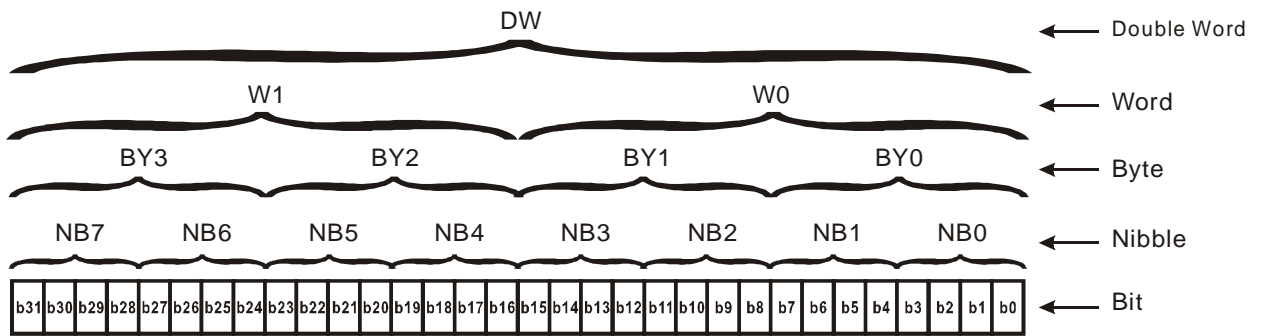 DW Double Word
W1 W0 Word
BY3 BY2 BY1 BY0 Byte
NB7 NB6 NB5 NB4 NB3 NB2 NB1 NB0 Nibble
b31 b30 b29 b28 b27 b26 b25 b24 b23 b22 b21 b20 b19 b18 b17 b16 b15 b14 b13 b12 b11 b10 b9 b8 b7 b6 b5 b4 b3 b2 b1 b0 Bit